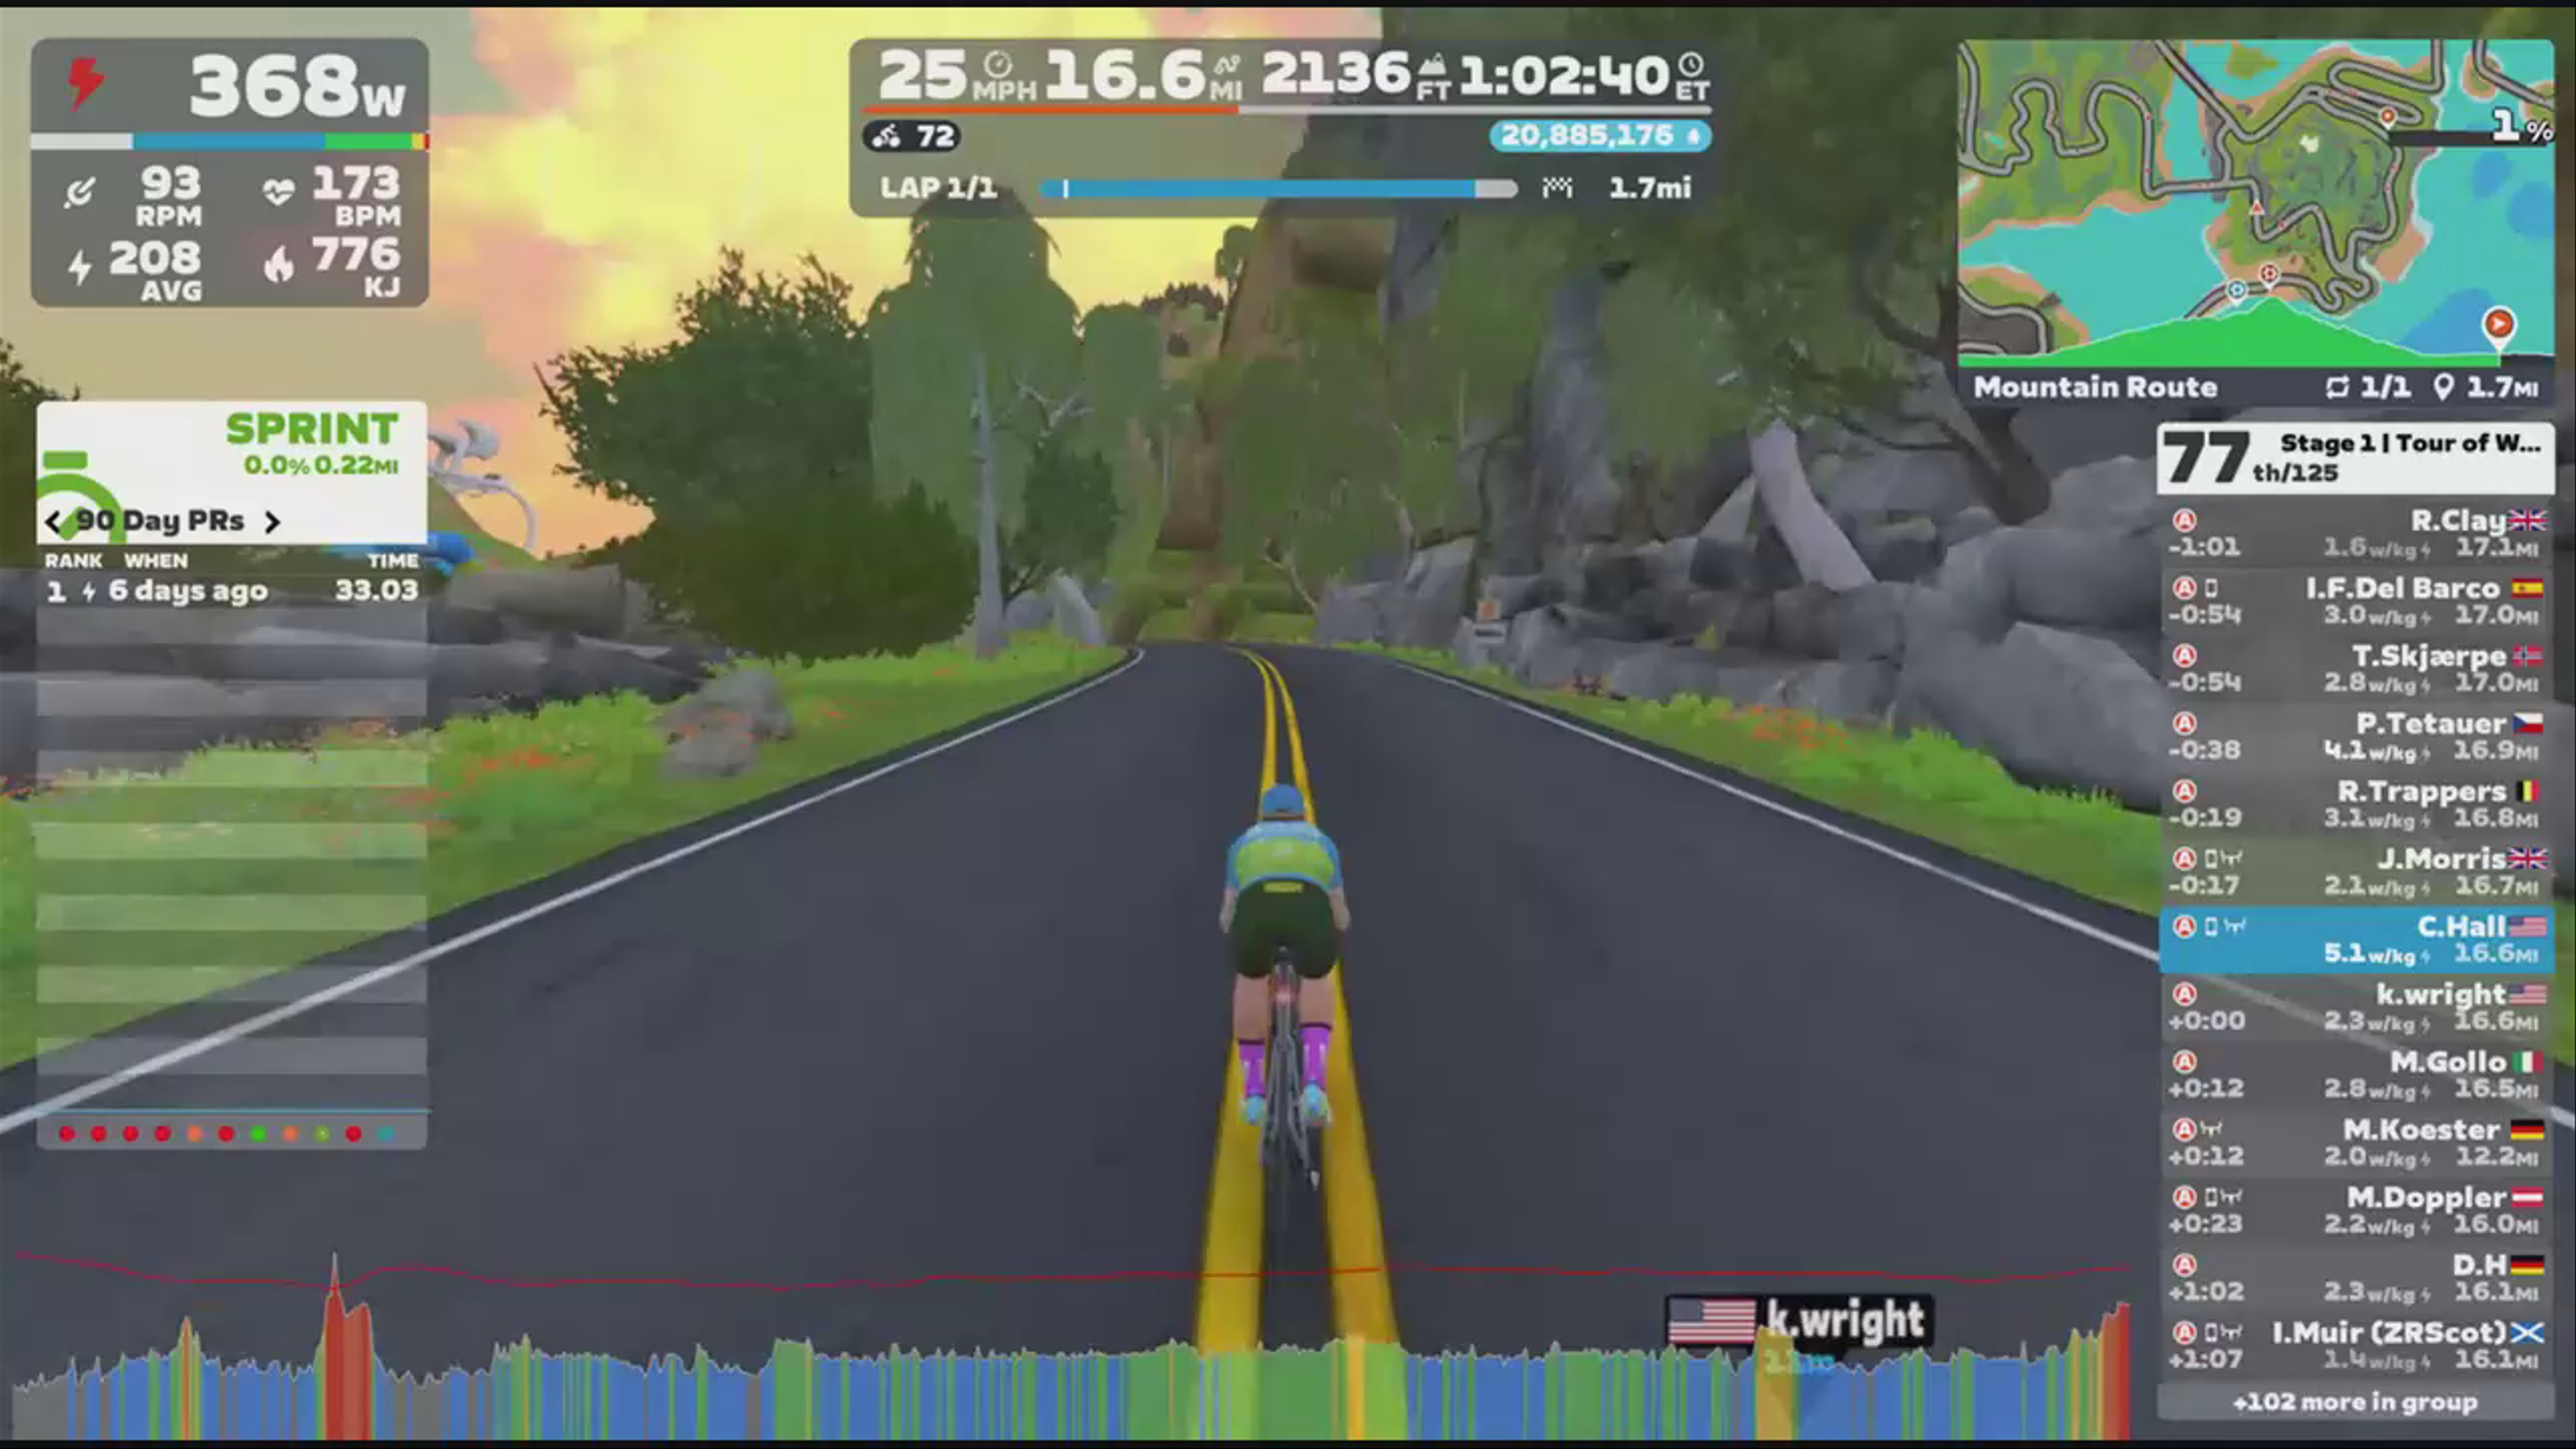 368w
93 RPM
173 BPM
208 AVG
776 KJ
25 MPH 16.6 MI 2136 FT 1:02:40 ET
72
20,885,176
LAP 1/1
1.7mi
1%
Mountain Route 1/1 1.7MI
SPRINT
0.0% 0.22MI
< 90 Day PRs >
RANK WHEN TIME
1 6 days ago 33.03
77th/125 Stage 1 | Tour of W...
A R.Clay
-1:01 1.6w/kg 17.1MI
A I.F.Del Barco
-0:54 3.0w/kg 17.0MI
A T.Skjærpe
-0:54 2.8w/kg 17.0MI
A P.Tetauer
-0:38 4.1w/kg 16.9MI
A R.Trappers
-0:19 3.1w/kg 16.8MI
A J.Morris
-0:17 2.1w/kg 16.7MI
A C.Hall
5.1w/kg 16.6MI
A k.wright
+0:00 2.3w/kg 16.6MI
A M.Gollo
+0:12 2.8w/kg 16.5MI
A M.Koester
+0:12 2.0w/kg 12.2MI
A M.Doppler
+0:23 2.2w/kg 16.0MI
A D.H
+1:02 2.3w/kg 16.1MI
A I.Muir (ZRScot)
+1:07 1.4w/kg 16.1MI
+102 more in group
k.wright